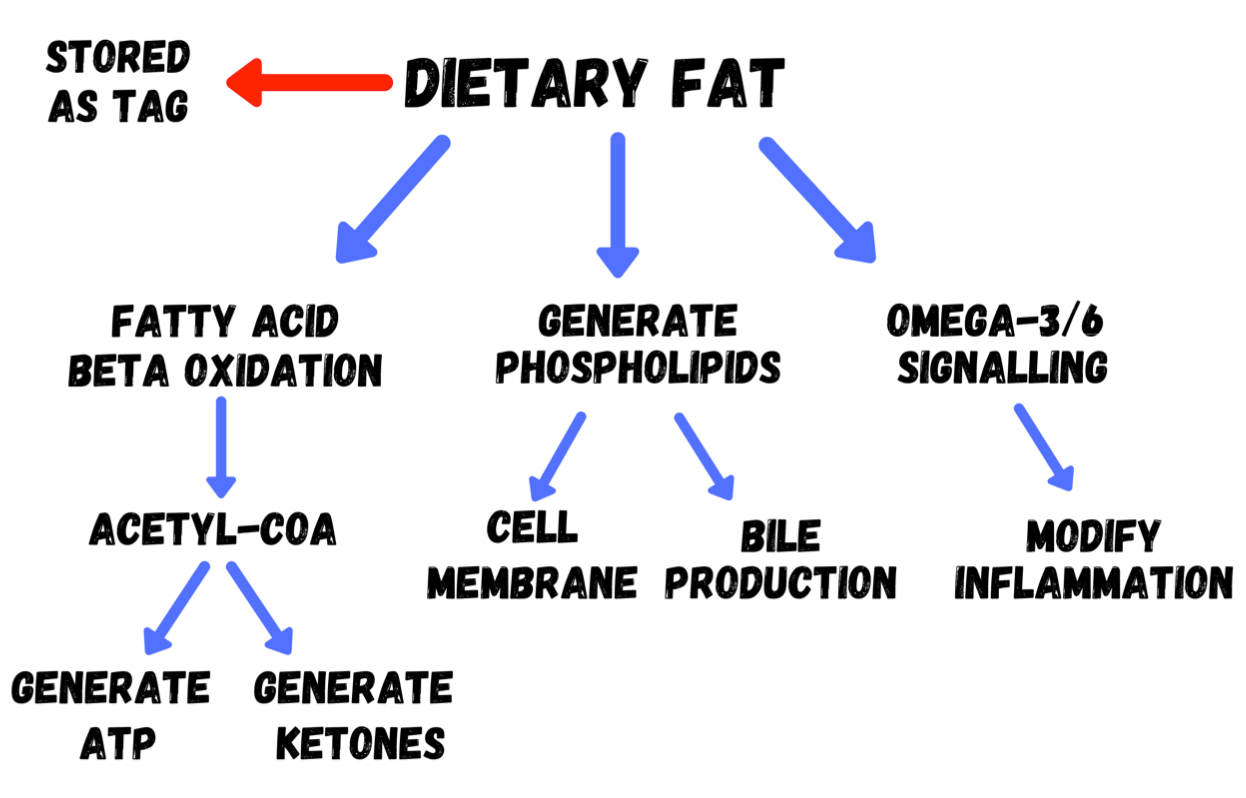 STORED
AS TAG
DIETARY FAT
FATTY ACID
BETA OXIDATION
GENERATE
PHOSPHOLIPIDS
OMEGA-3/6
SIGNALLING
ACETYL-COA
CELL
MEMBRANE
BILE
PRODUCTION
MODIFY
INFLAMMATION
GENERATE
ATP
GENERATE
KETONES